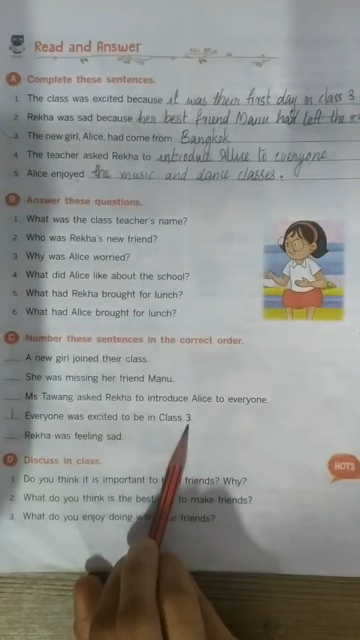 Read and Answer
A Complete these sentences.
1. The class was excited because it was their first day in class 3
2. Rekha was sad because her best friend Manu had left the
3. The new girl, Alice, had come from Bangkok
4. The teacher asked Rekha to introduce Alice to everyone
5. Alice enjoyed the music and dance classes.
B Answer these questions.
1. What was the class teacher's name?
2. Who was Rekha's new friend?
3. Why was Alice worried?
4. What did Alice like about the school?
5. What had Rekha brought for lunch?
6. What had Alice brought for lunch?
C Number these sentences in the correct order.
A new girl joined their class.
She was missing her friend Manu.
Ms Tawang asked Rekha to introduce Alice to everyone.
1 Everyone was excited to be in Class 3.
Rekha was feeling sad.
D Discuss in class.
HOTS
1. Do you think it is important to friends? Why?
2. What do you think is the best to make friends?
3. What do you enjoy doing friends?